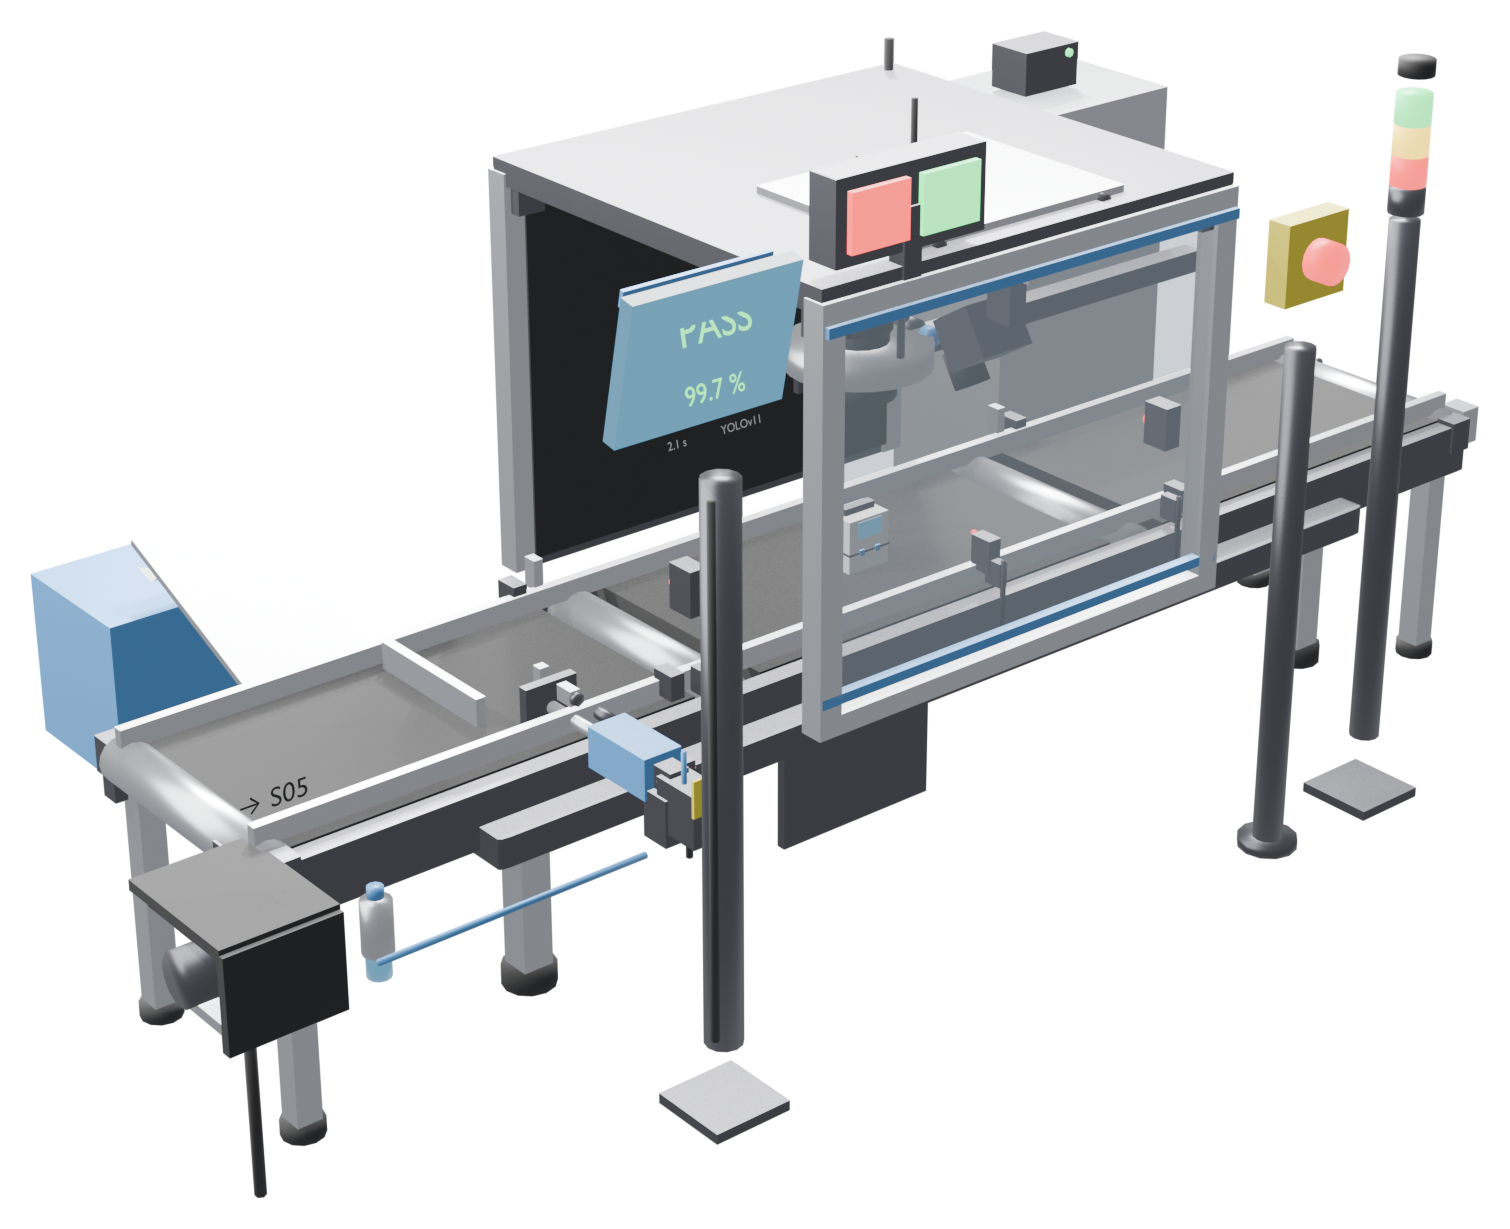 PASS
99.7 %
2.1 s YOLOv11
→ S05